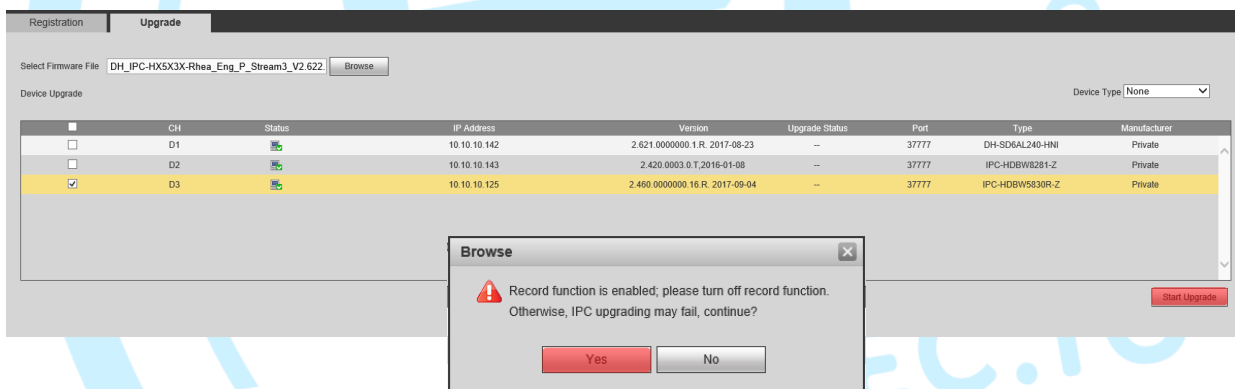 Registration Upgrade
Select Firmware File DH_IPC-HX5X3X-Rhea_Eng_P_Stream3_V2.622. Browse
Device Upgrade Device Type None
CH Status IP Address Version Upgrade Status Port Type Manufacturer
D1 10.10.10.142 2.621.0000000.1.R. 2017-08-23 -- 37777 DH-SD6AL240-HNI Private
D2 10.10.10.143 2.420.0003.0.T,2016-01-08 -- 37777 IPC-HDBW8281-Z Private
D3 10.10.10.125 2.460.0000000.16.R. 2017-09-04 -- 37777 IPC-HDBW5830R-Z Private
Browse
Record function is enabled; please turn off record function.
Otherwise, IPC upgrading may fail, continue?
Start Upgrade
Yes No